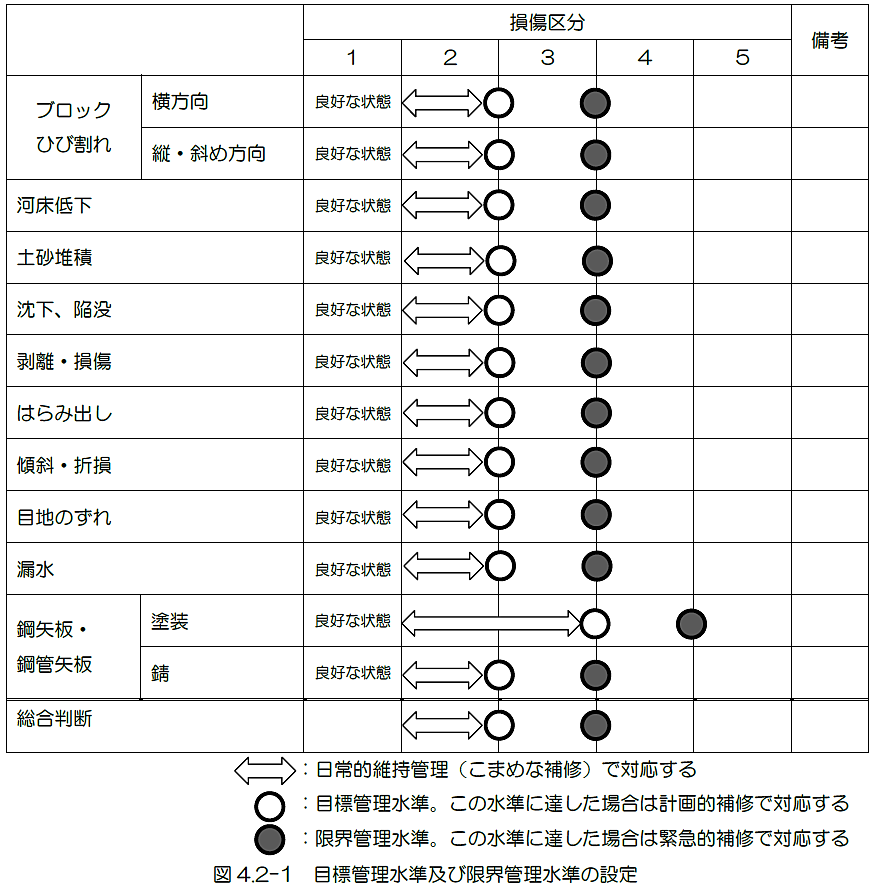 損傷区分
備考
1 2 3 4 5
ブロック
ひび割れ
横方向 良好な状態
縦・斜め方向 良好な状態
河床低下 良好な状態
土砂堆積 良好な状態
沈下、陥没 良好な状態
剥離・損傷 良好な状態
はらみ出し 良好な状態
傾斜・折損 良好な状態
目地のずれ 良好な状態
漏水 良好な状態
鋼矢板・
鋼管矢板
塗装 良好な状態
錆 良好な状態
総合判断
：日常的維持管理（こまめな補修）で対応する
：目標管理水準。この水準に達した場合は計画的補修で対応する
：限界管理水準。この水準に達した場合は緊急的補修で対応する
図 4.2-1 目標管理水準及び限界管理水準の設定